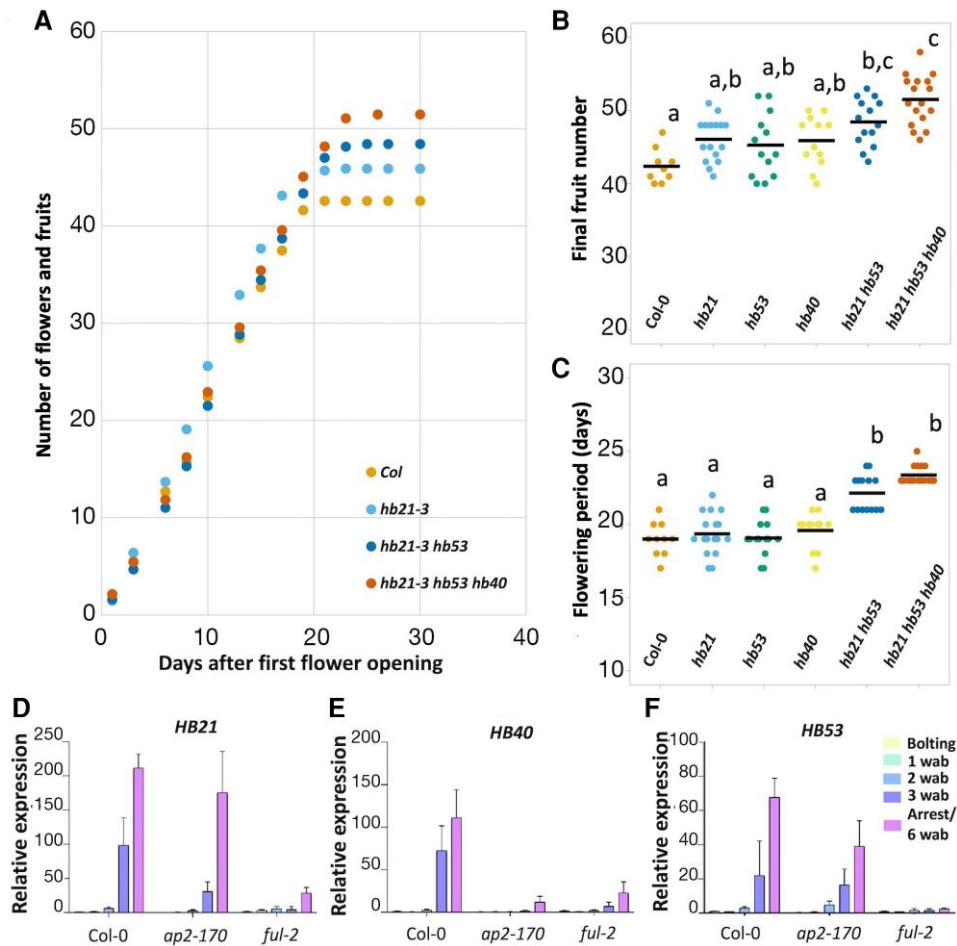 A
60
50
40
30
20
10
0
Number of flowers and fruits
0 10 20 30 40
Days after first flower opening
Col
hb21-3
hb21-3 hb53
hb21-3 hb53 hb40
B
60
50
40
30
20
Final fruit number
a a,b a,b a,b b,c c
Col-0 hb21 hb53 hb40 hb21 hb53 hb21 hb53 hb40
C
30
25
20
15
10
Flowering period (days)
a a a a b b
Col-0 hb21 hb53 hb40 hb21 hb53 hb21 hb53 hb40
D
HB21
250
200
150
100
50
0
Relative expression
Col-0 ap2-170 ful-2
E
HB40
200
150
100
50
0
Relative expression
Col-0 ap2-170 ful-2
F
HB53
100
80
60
40
20
0
Relative expression
Col-0 ap2-170 ful-2
Bolting
1 wab
2 wab
3 wab
Arrest/
6 wab